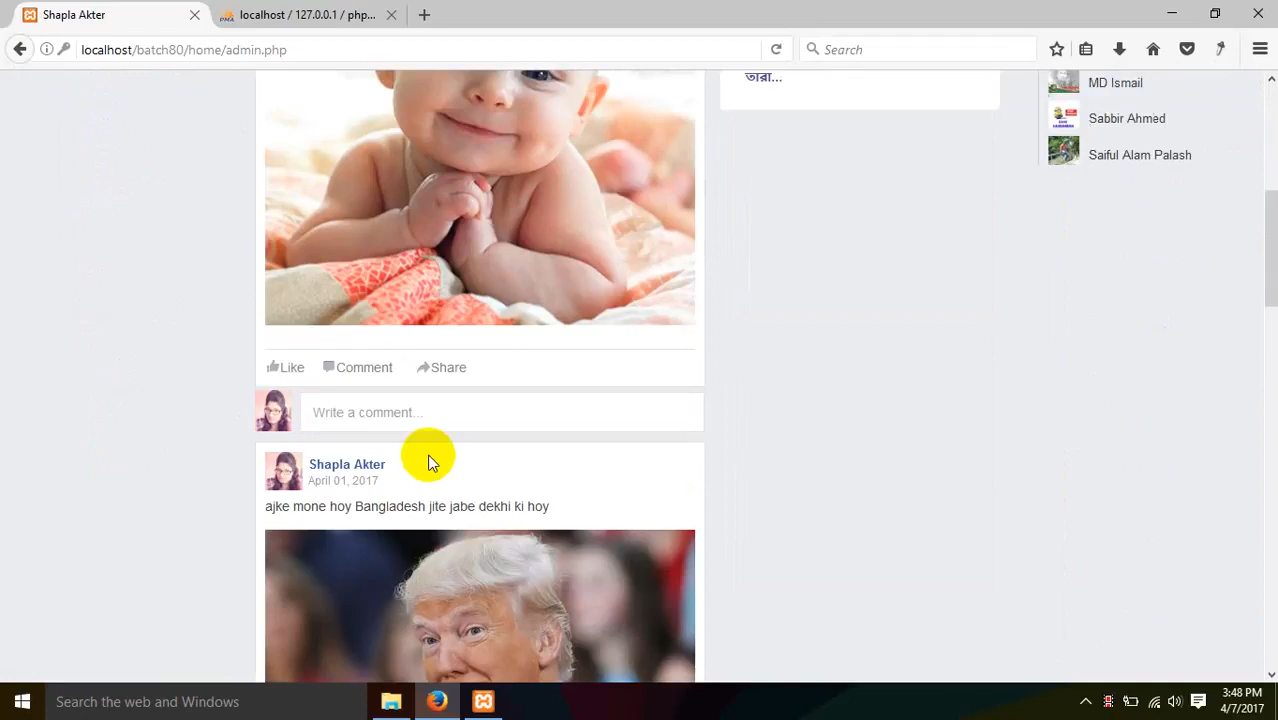 Shapla Akter
localhost / 127.0.0.1 / php...
localhost/batch80/home/admin.php
Search
তারা...
MD Ismail
Sabbir Ahmed
Saiful Alam Palash
Like Comment Share
Write a comment...
Shapla Akter
April 01, 2017
ajke mone hoy Bangladesh jite jabe dekhi ki hoy
Search the web and Windows
3:48 PM
4/7/2017